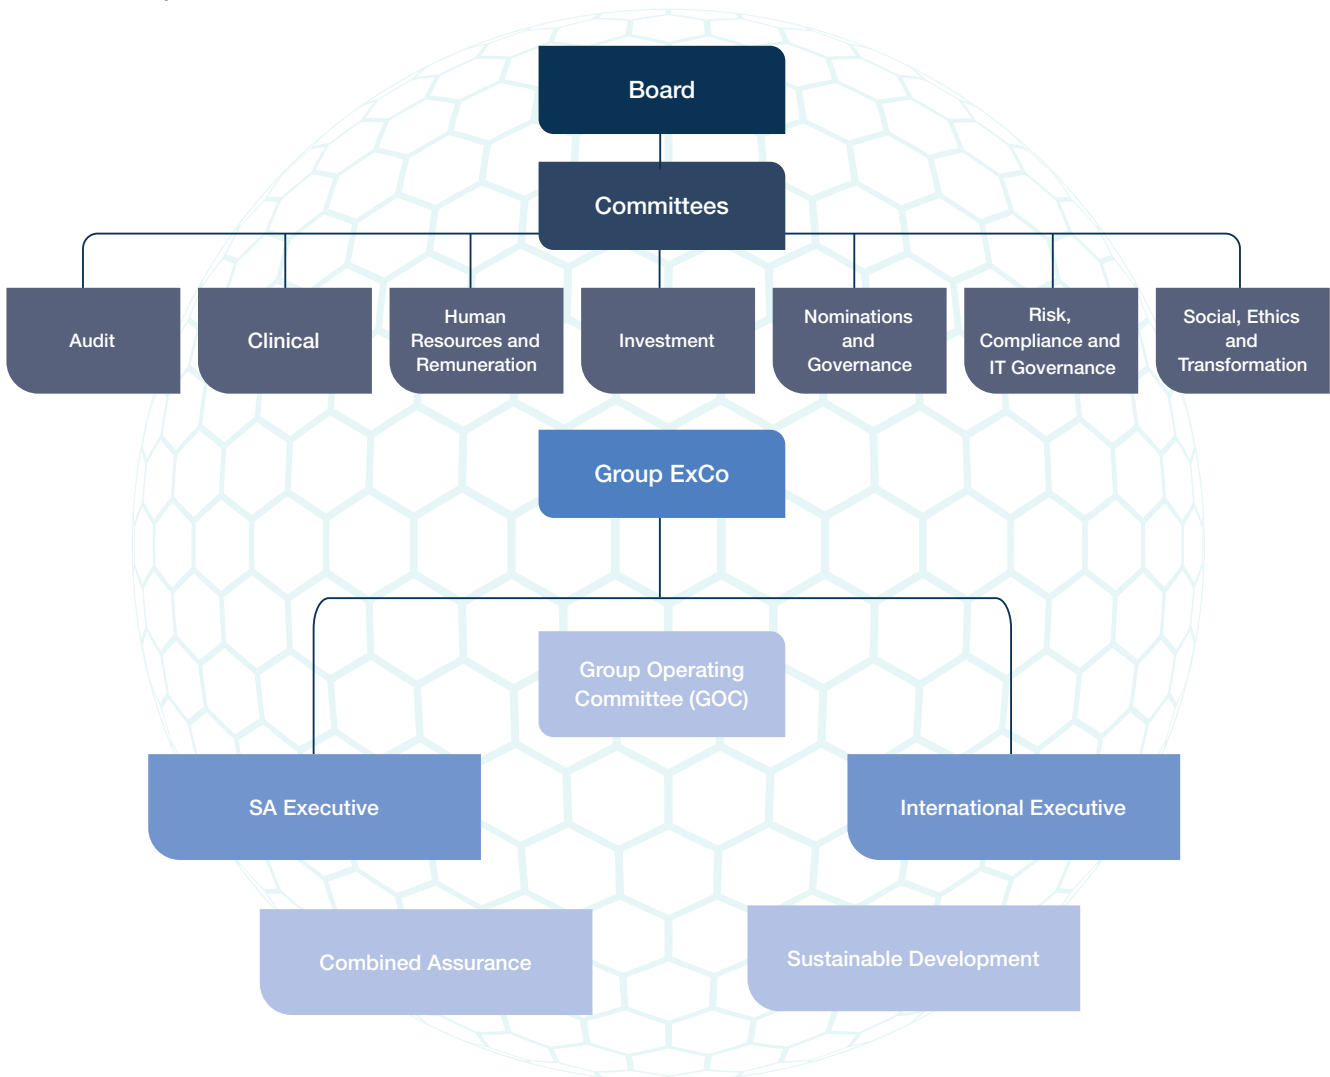 Board
Committees
Audit
Clinical
Human
Resources and
Remuneration
Investment
Nominations
and
Governance
Risk,
Compliance and
IT Governance
Social, Ethics
and
Transformation
Group ExCo
Group Operating
Committee (GOC)
SA Executive
International Executive
Combined Assurance
Sustainable Development